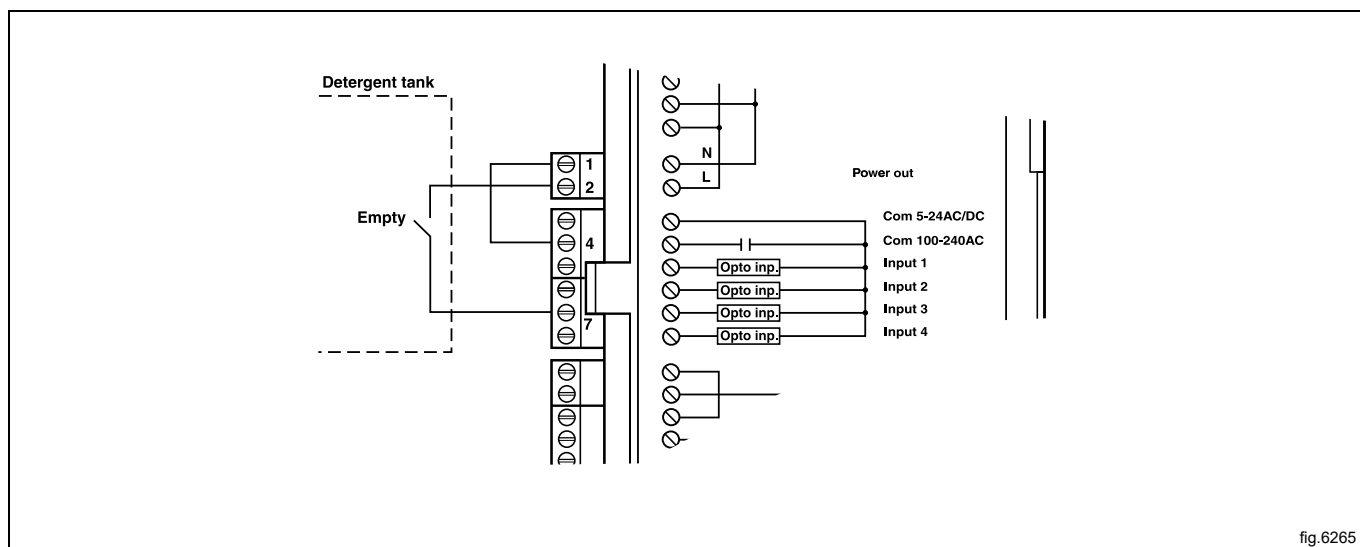 Detergent tank
1
2
Empty
4
7
N
L
Power out
Com 5-24AC/DC
Com 100-240AC
Opto inp. Input 1
Opto inp. Input 2
Opto inp. Input 3
Opto inp. Input 4
fig.6265